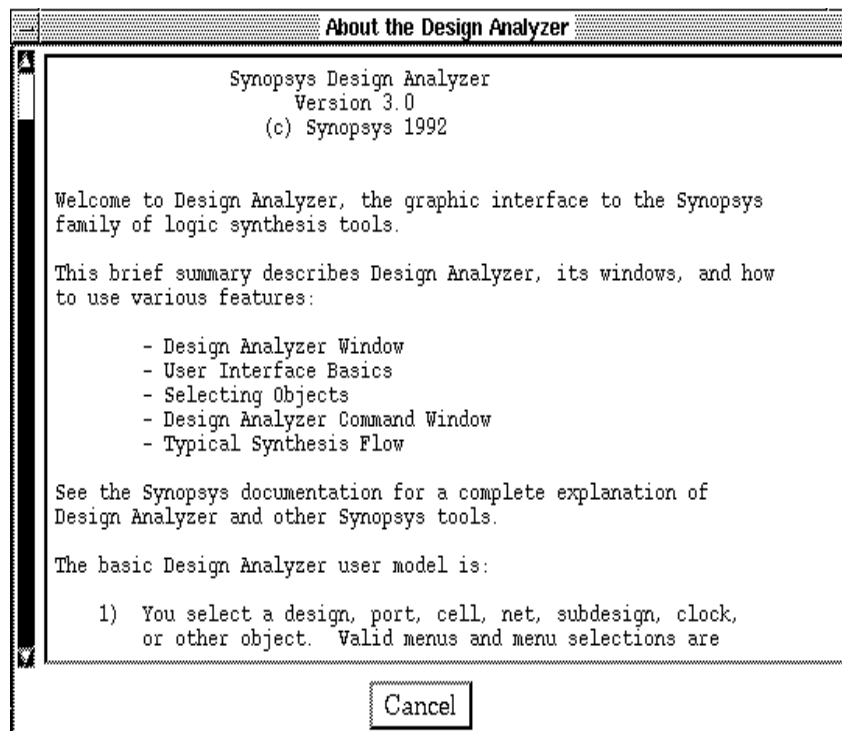 About the Design Analyzer
Synopsys Design Analyzer
Version 3.0
(c) Synopsys 1992
Welcome to Design Analyzer, the graphic interface to the Synopsys
family of logic synthesis tools.
This brief summary describes Design Analyzer, its windows, and how
to use various features:
- Design Analyzer Window
- User Interface Basics
- Selecting Objects
- Design Analyzer Command Window
- Typical Synthesis Flow
See the Synopsys documentation for a complete explanation of
Design Analyzer and other Synopsys tools.
The basic Design Analyzer user model is:
1) You select a design, port, cell, net, subdesign, clock,
or other object. Valid menus and menu selections are
Cancel